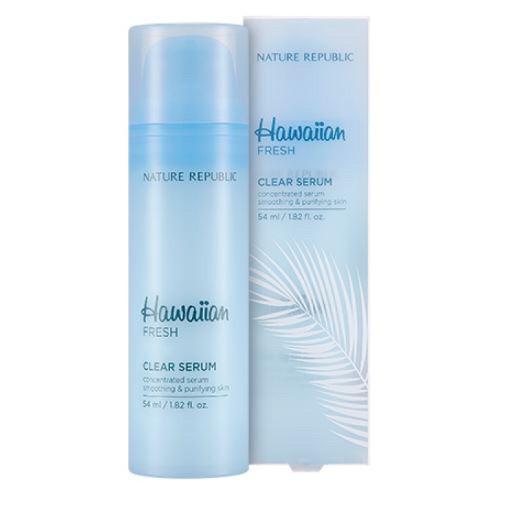 NATURE REPUBLIC
Hawaiian
FRESH
CLEAR SERUM
concentrated serum
smoothing & purifying skin
54 ml / 1.82 fl. oz.
NATURE REPUBLIC
Hawaiian
FRESH
CLEAR SERUM
concentrated serum
smoothing & purifying skin
54 ml / 1.82 fl. oz.